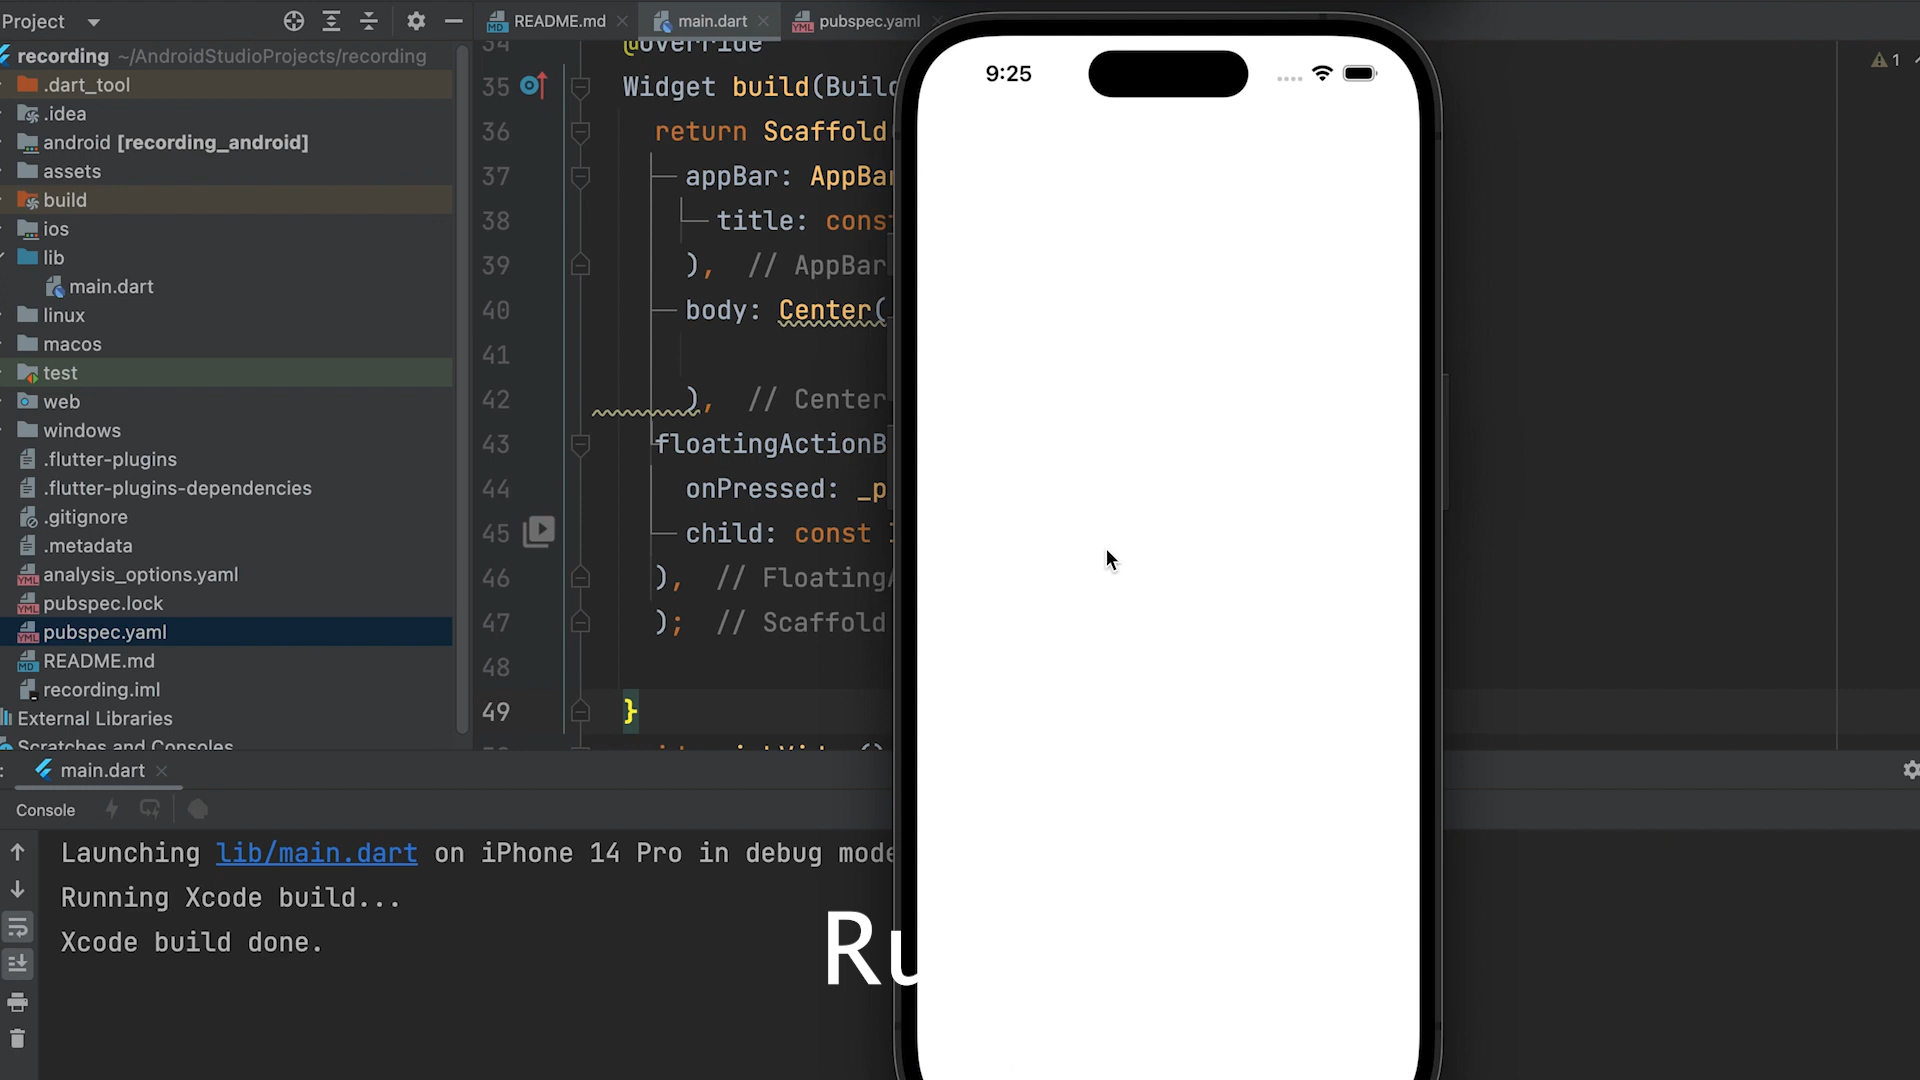 Project
README.md
main.dart
pubspec.yaml
recording ~/AndroidStudioProjects/recording
.dart_tool
.idea
android [recording_android]
assets
build
ios
lib
main.dart
linux
macos
test
web
windows
.flutter-plugins
.flutter-plugins-dependencies
.gitignore
.metadata
analysis_options.yaml
pubspec.lock
pubspec.yaml
README.md
recording.iml
External Libraries
Scratches and Consoles
34 @override
35 Widget build(Buil
36 return Scaffold
37 appBar: AppBa
38 title: cons
39 ), // AppBar
40 body: Center(
41
42 ), // Center
43 floatingActionB
44 onPressed: _p
45 child: const
46 ), // Floating
47 ); // Scaffold
48
49 }
1
9:25
main.dart
Console
Launching lib/main.dart on iPhone 14 Pro in debug mode
Running Xcode build...
Xcode build done.
Ru